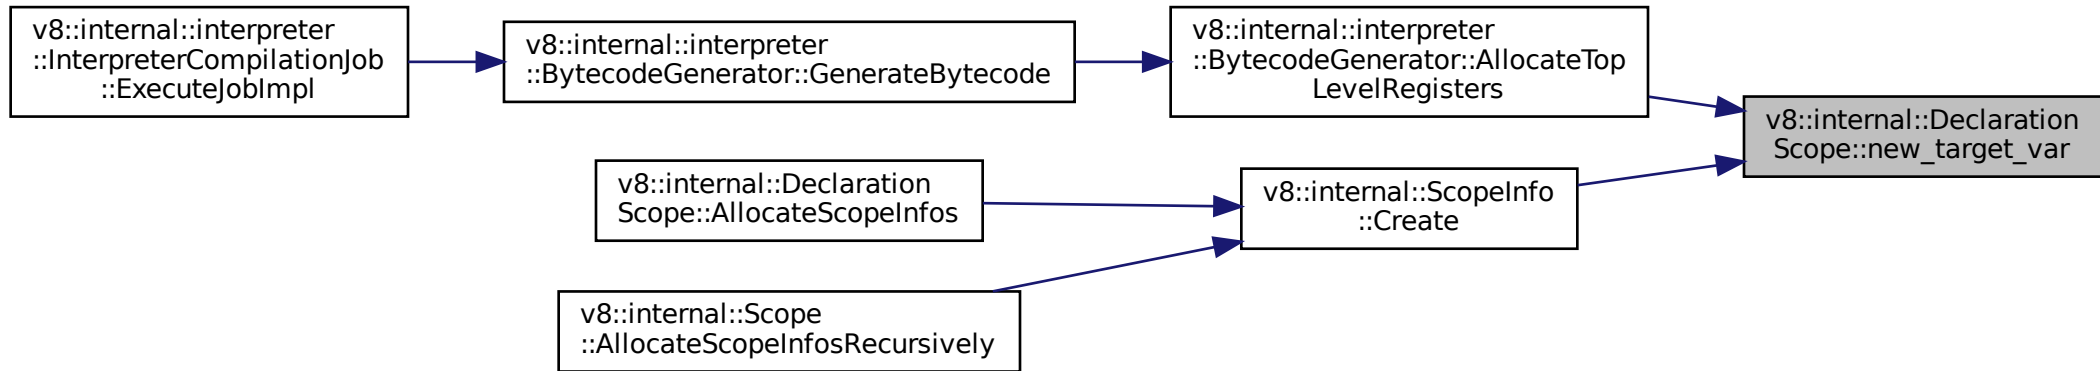 v8::internal::interpreter
::InterpreterCompilationJob
::ExecuteJobImpl
v8::internal::interpreter
::BytecodeGenerator::GenerateBytecode
v8::internal::interpreter
::BytecodeGenerator::AllocateTop
LevelRegisters
v8::internal::Declaration
Scope::new_target_var
v8::internal::Declaration
Scope::AllocateScopeInfos
v8::internal::ScopeInfo
::Create
v8::internal::Scope
::AllocateScopeInfosRecursively